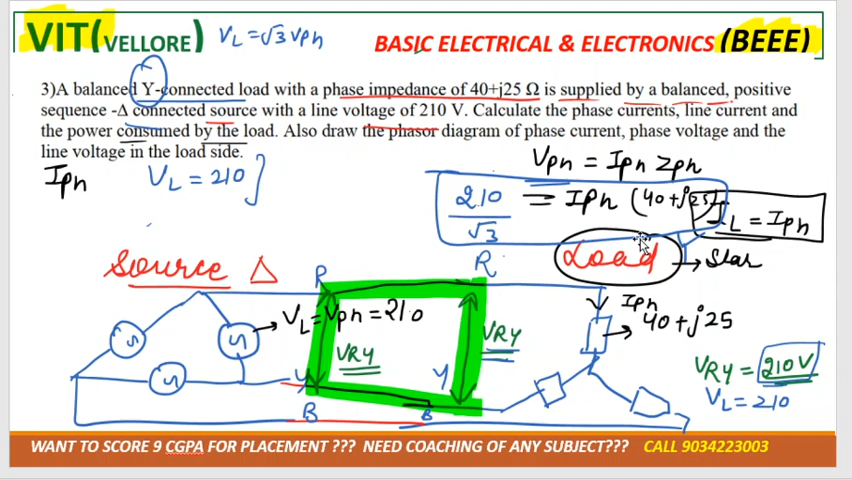 VIT(VELLORE) VL=√3 Vph
BASIC ELECTRICAL & ELECTRONICS (BEEE)
3)A balanced Y-connected load with a phase impedance of 40+j25 Ω is supplied by a balanced, positive
sequence -Δ connected source with a line voltage of 210 V. Calculate the phase currents, line current and
the power consumed by the load. Also draw the phasor diagram of phase current, phase voltage and the
line voltage in the load side.
Iph VL = 210
Vph = Iph Zph
210/√3 = Iph (40+j25)
IL = Iph
Source Δ
Load → Star
R R
VL=Vph=210
Iph
40+j25
VRY VRY
VRY = 210V
VL=210
Y Y
B B
WANT TO SCORE 9 CGPA FOR PLACEMENT ??? NEED COACHING OF ANY SUBJECT??? CALL 9034223003